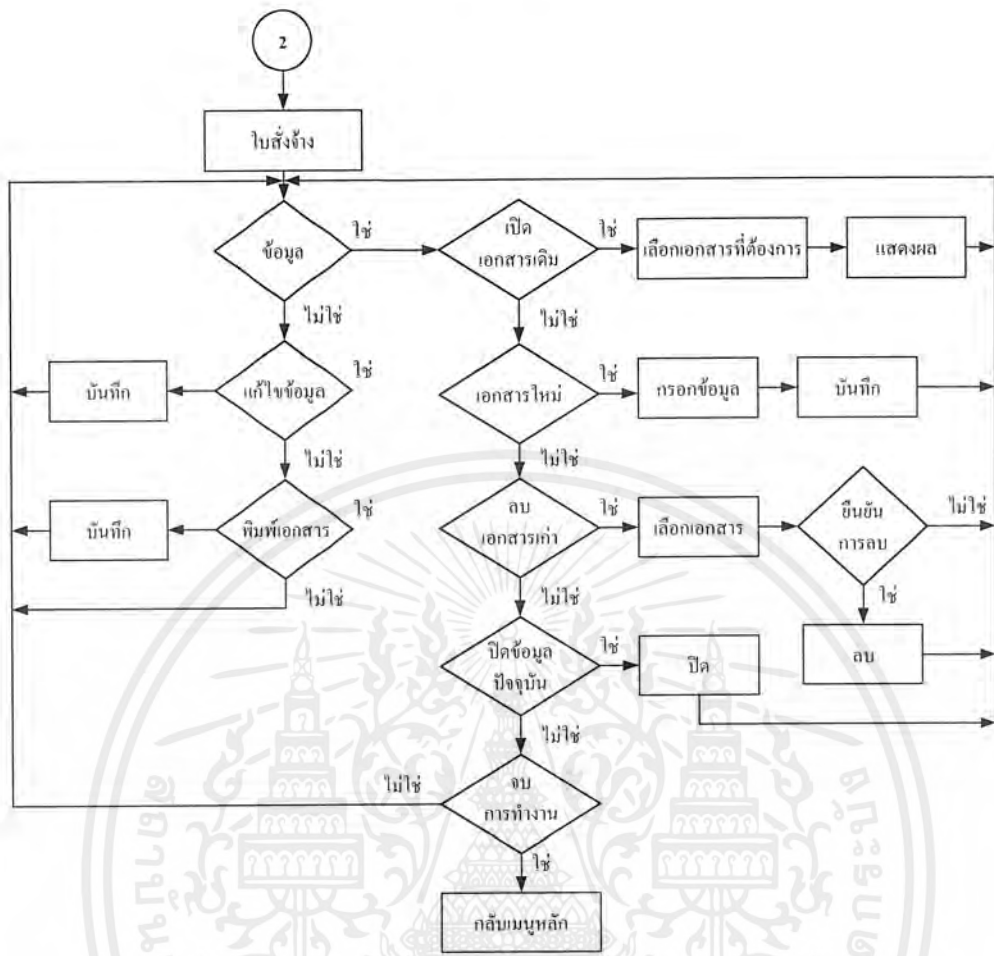 2
ใบสั่งจ้าง
ข้อมูล
ใช่
เปิด
เอกสารเดิม
ใช่
เลือกเอกสารที่ต้องการ
แสดงผล
ไม่ใช่
ไม่ใช่
บันทึก
แก้ไขข้อมูล
ใช่
เอกสารใหม่
ใช่
กรอกข้อมูล
บันทึก
ไม่ใช่
ไม่ใช่
บันทึก
พิมพ์เอกสาร
ใช่
ลบ
เอกสารเก่า
ใช่
เลือกเอกสาร
ยืนยัน
การลบ
ไม่ใช่
ไม่ใช่
ไม่ใช่
ใช่
ปิดข้อมูล
ปัจจุบัน
ใช่
ปิด
ลบ
ไม่ใช่
ไม่ใช่
จบ
การทำงาน
ใช่
กลับเมนูหลัก